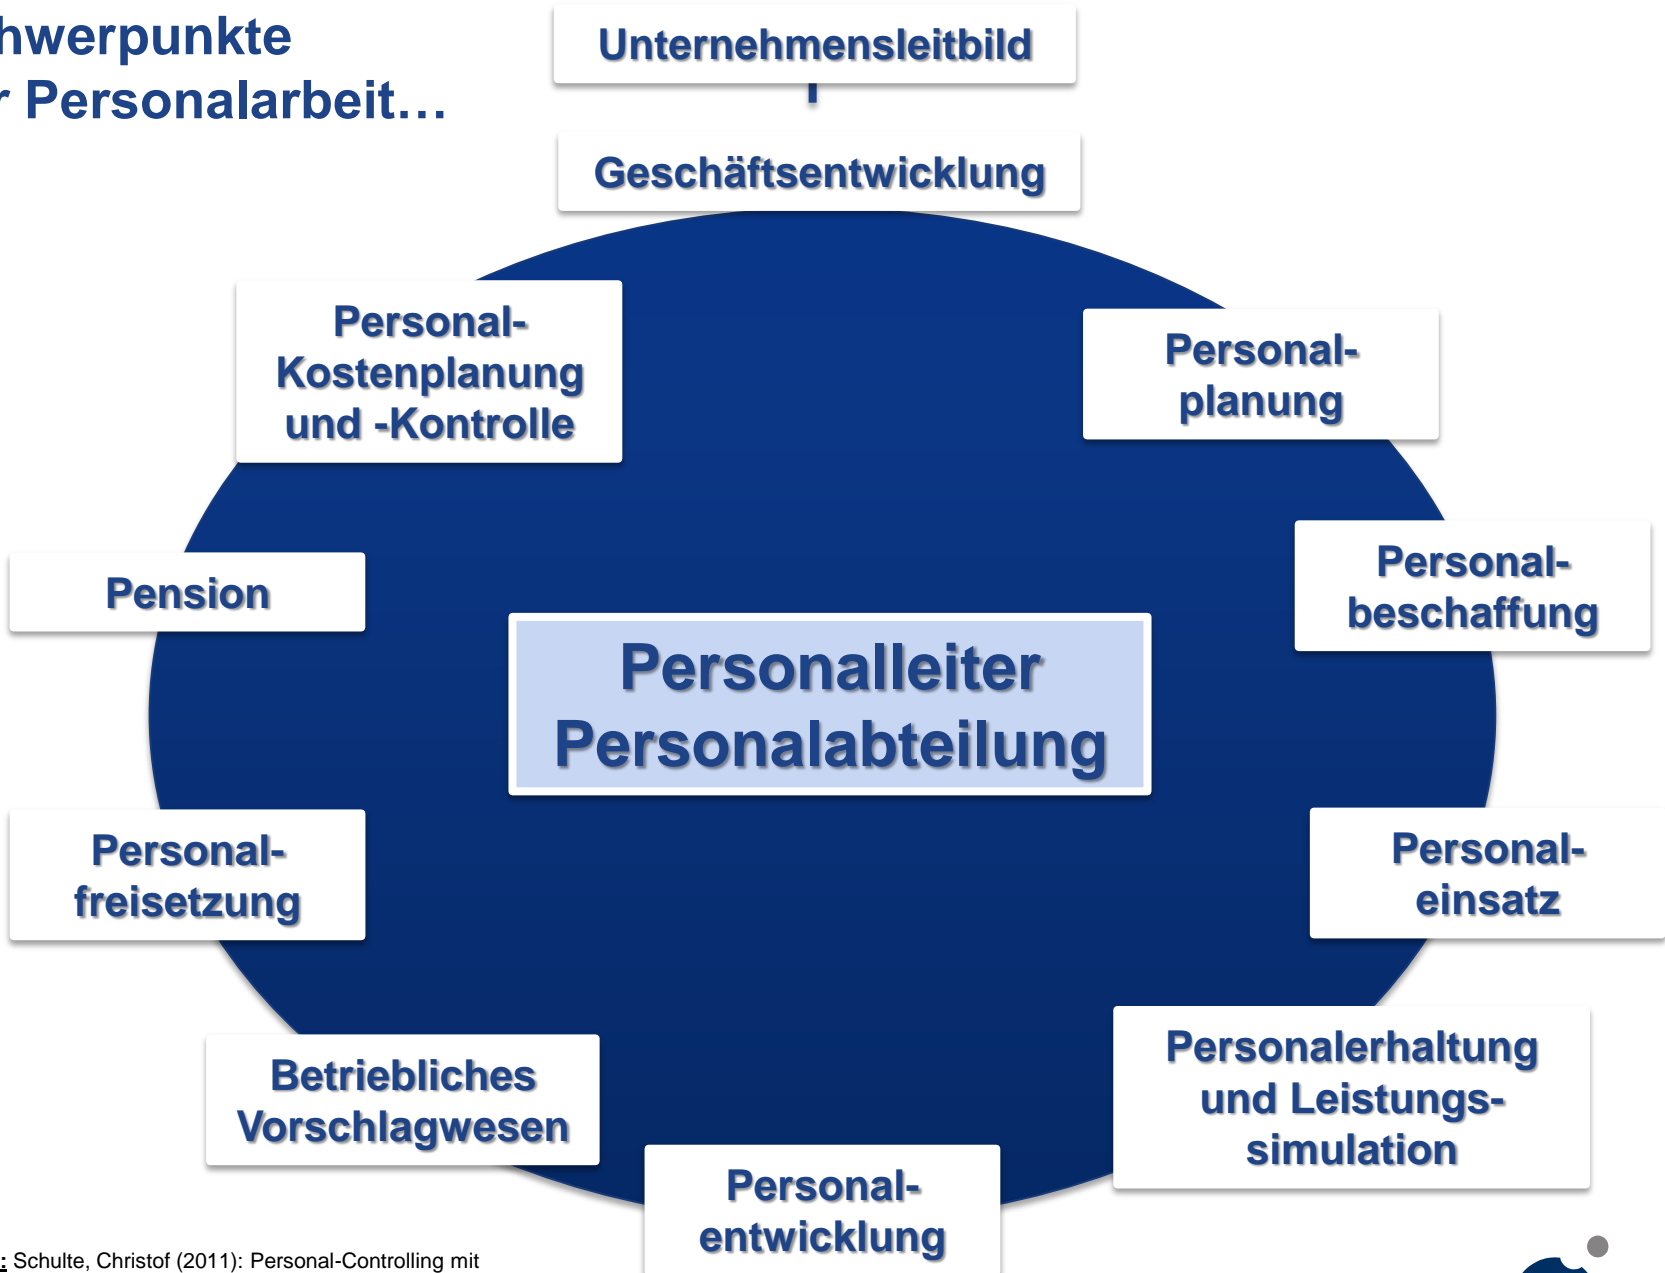 hwerpunkte
r Personalarbeit…
Unternehmensleitbild
Geschäftsentwicklung
Personal-
Kostenplanung
und -Kontrolle
Personal-
planung
Pension
Personal-
beschaffung
Personalleiter
Personalabteilung
Personal-
freisetzung
Personal-
einsatz
Betriebliches
Vorschlagwesen
Personalerhaltung
und Leistungs-
simulation
Personal-
entwicklung
: Schulte, Christof (2011): Personal-Controlling mit